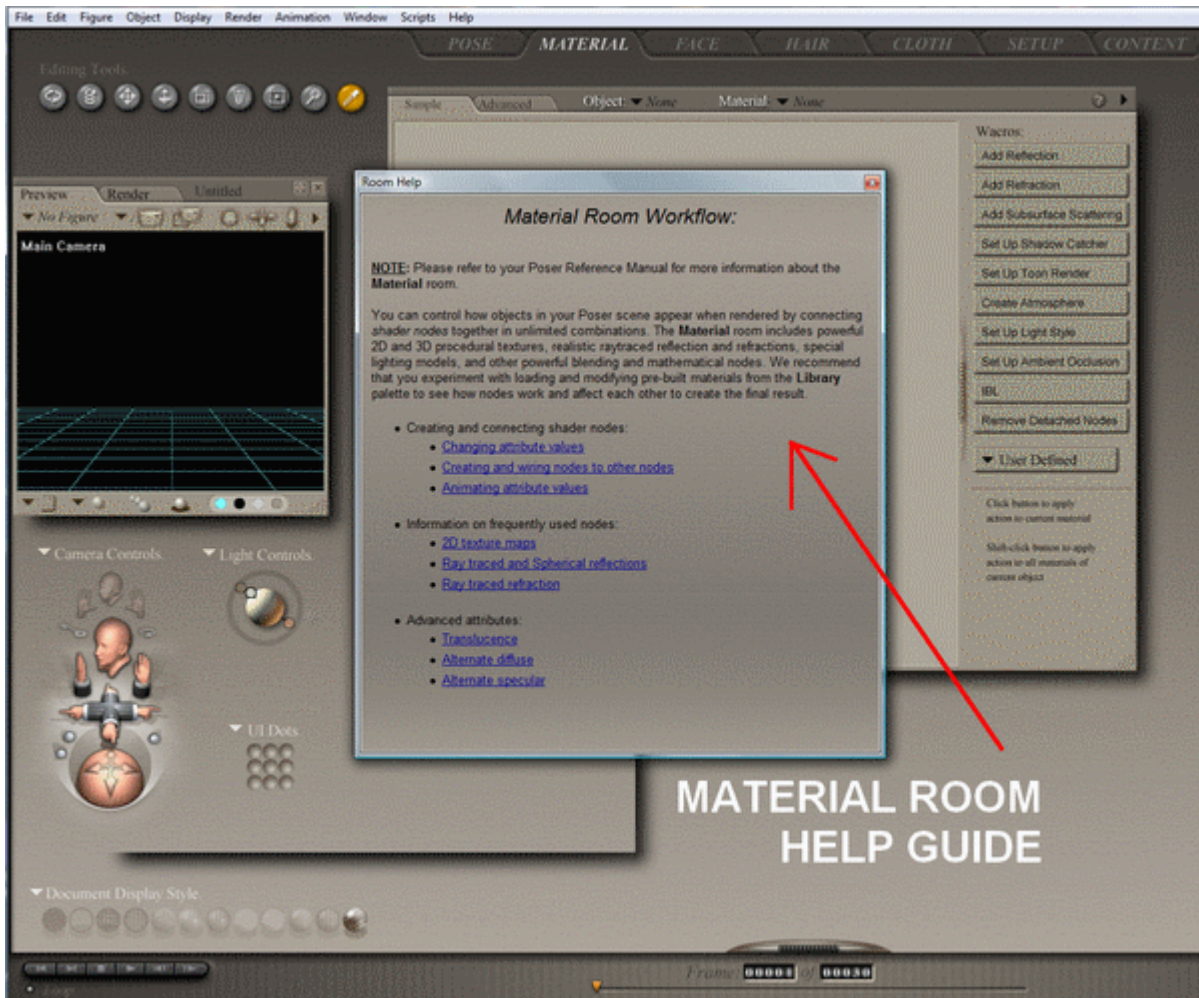 File Edit Figure Object Display Render Animation Window Scripts Help
POSE MATERIAL FACE HAIR CLOTH SETUP CONTENT
Editing Tools
Simple Advanced Object: None Material: None
Wacros:
Add Reflection
Add Refraction
Add Subsurface Scattering
Set Up Shadow Catcher
Set Up Toon Render
Create Atmosphere
Set Up Light Style
Set Up Ambient Occlusion
IBL
Remove Detached Nodes
User Defined
Click button to apply
action to current material
Shift-click button to apply
action to all materials of
current object
Preview Render Untitled
No Figure
Main Camera
Room Help
Material Room Workflow:
NOTE: Please refer to your Poser Reference Manual for more information about the
Material room.
You can control how objects in your Poser scene appear when rendered by connecting
shader nodes together in unlimited combinations. The Material room includes powerful
2D and 3D procedural textures, realistic raytraced reflection and refractions, special
lighting models, and other powerful blending and mathematical nodes. We recommend
that you experiment with loading and modifying pre-built materials from the Library
palette to see how nodes work and affect each other to create the final result.
• Creating and connecting shader nodes:
• Changing attribute values
• Creating and wiring nodes to other nodes
• Animating attribute values
• Information on frequently used nodes:
• 2D texture maps
• Ray traced and Spherical reflections
• Ray traced refraction
• Advanced attributes:
• Translucence
• Alternate diffuse
• Alternate specular
Camera Controls
Light Controls
UI Dots
MATERIAL ROOM
HELP GUIDE
Document Display Style
Frame: 00001 of 00030
Loop